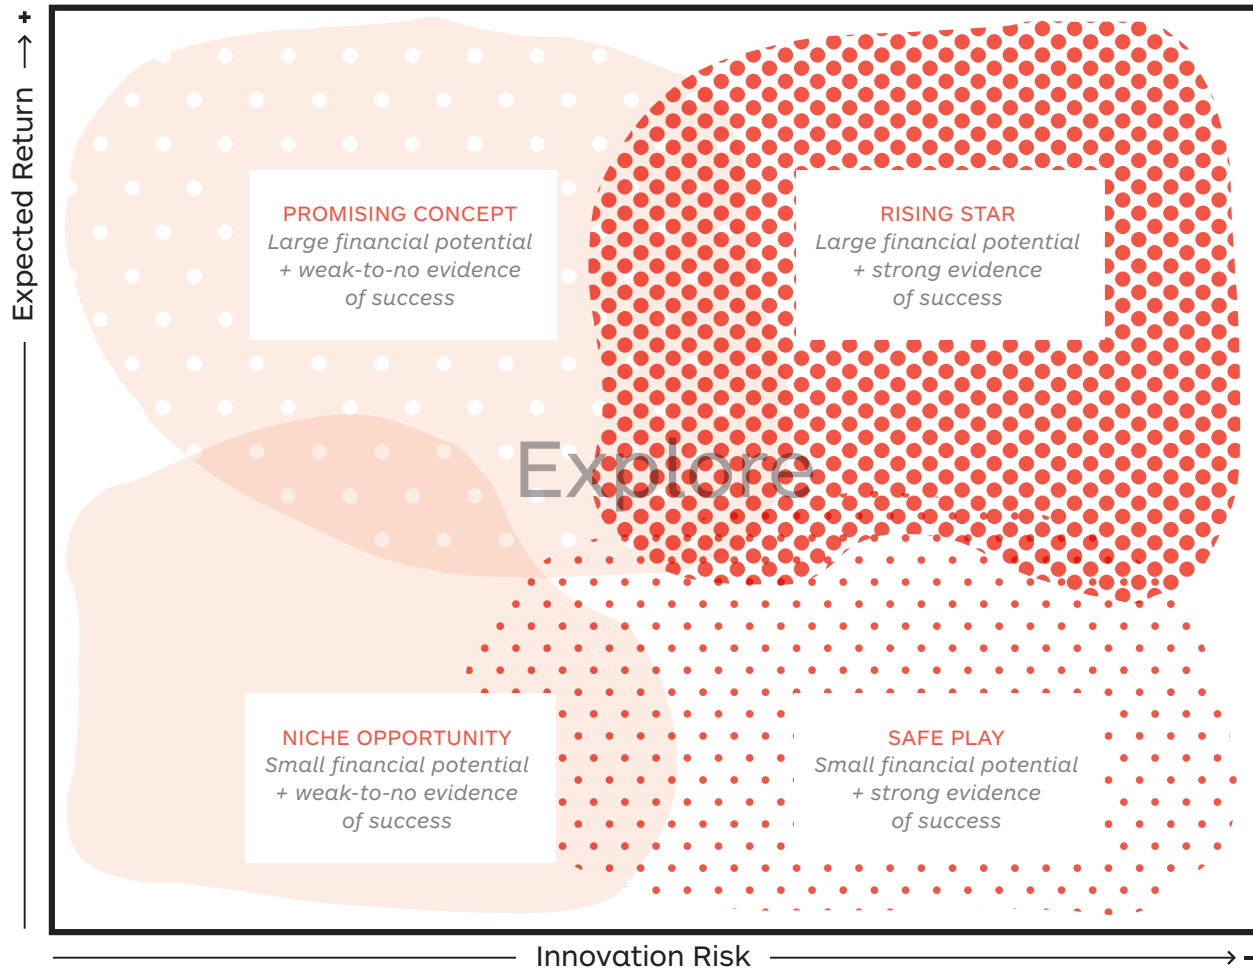 +
Expected Return
PROMISING CONCEPT
Large financial potential
+ weak-to-no evidence
of success
RISING STAR
Large financial potential
+ strong evidence
of success
Explore
NICHE OPPORTUNITY
Small financial potential
+ weak-to-no evidence
of success
SAFE PLAY
Small financial potential
+ strong evidence
of success
Innovation Risk
-